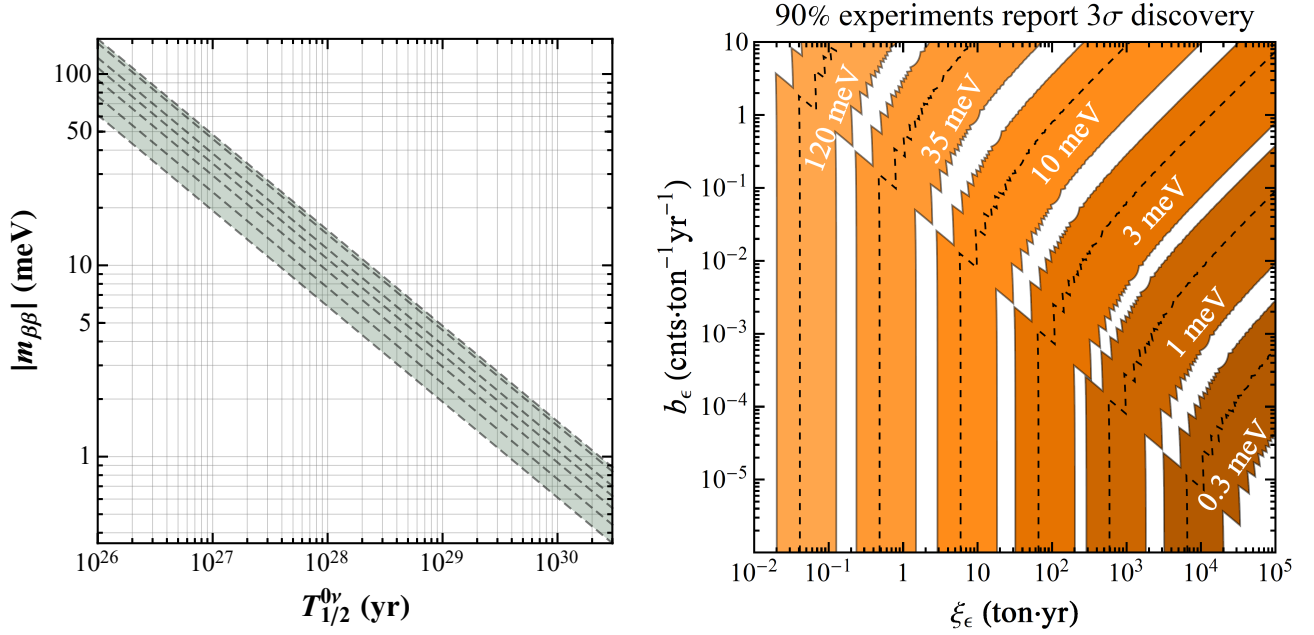 100
50
10
5
1
|m_ββ| (meV)
10^26
10^27
10^28
10^29
10^30
T^0ν_1/2 (yr)
90% experiments report 3σ discovery
10
1
10^-1
10^-2
10^-3
10^-4
10^-5
b_ϵ (cnts·ton^-1yr^-1)
120 meV
35 meV
10 meV
3 meV
1 meV
0.3 meV
10^-2
10^-1
1
10
10^2
10^3
10^4
10^5
ξ_ϵ (ton·yr)